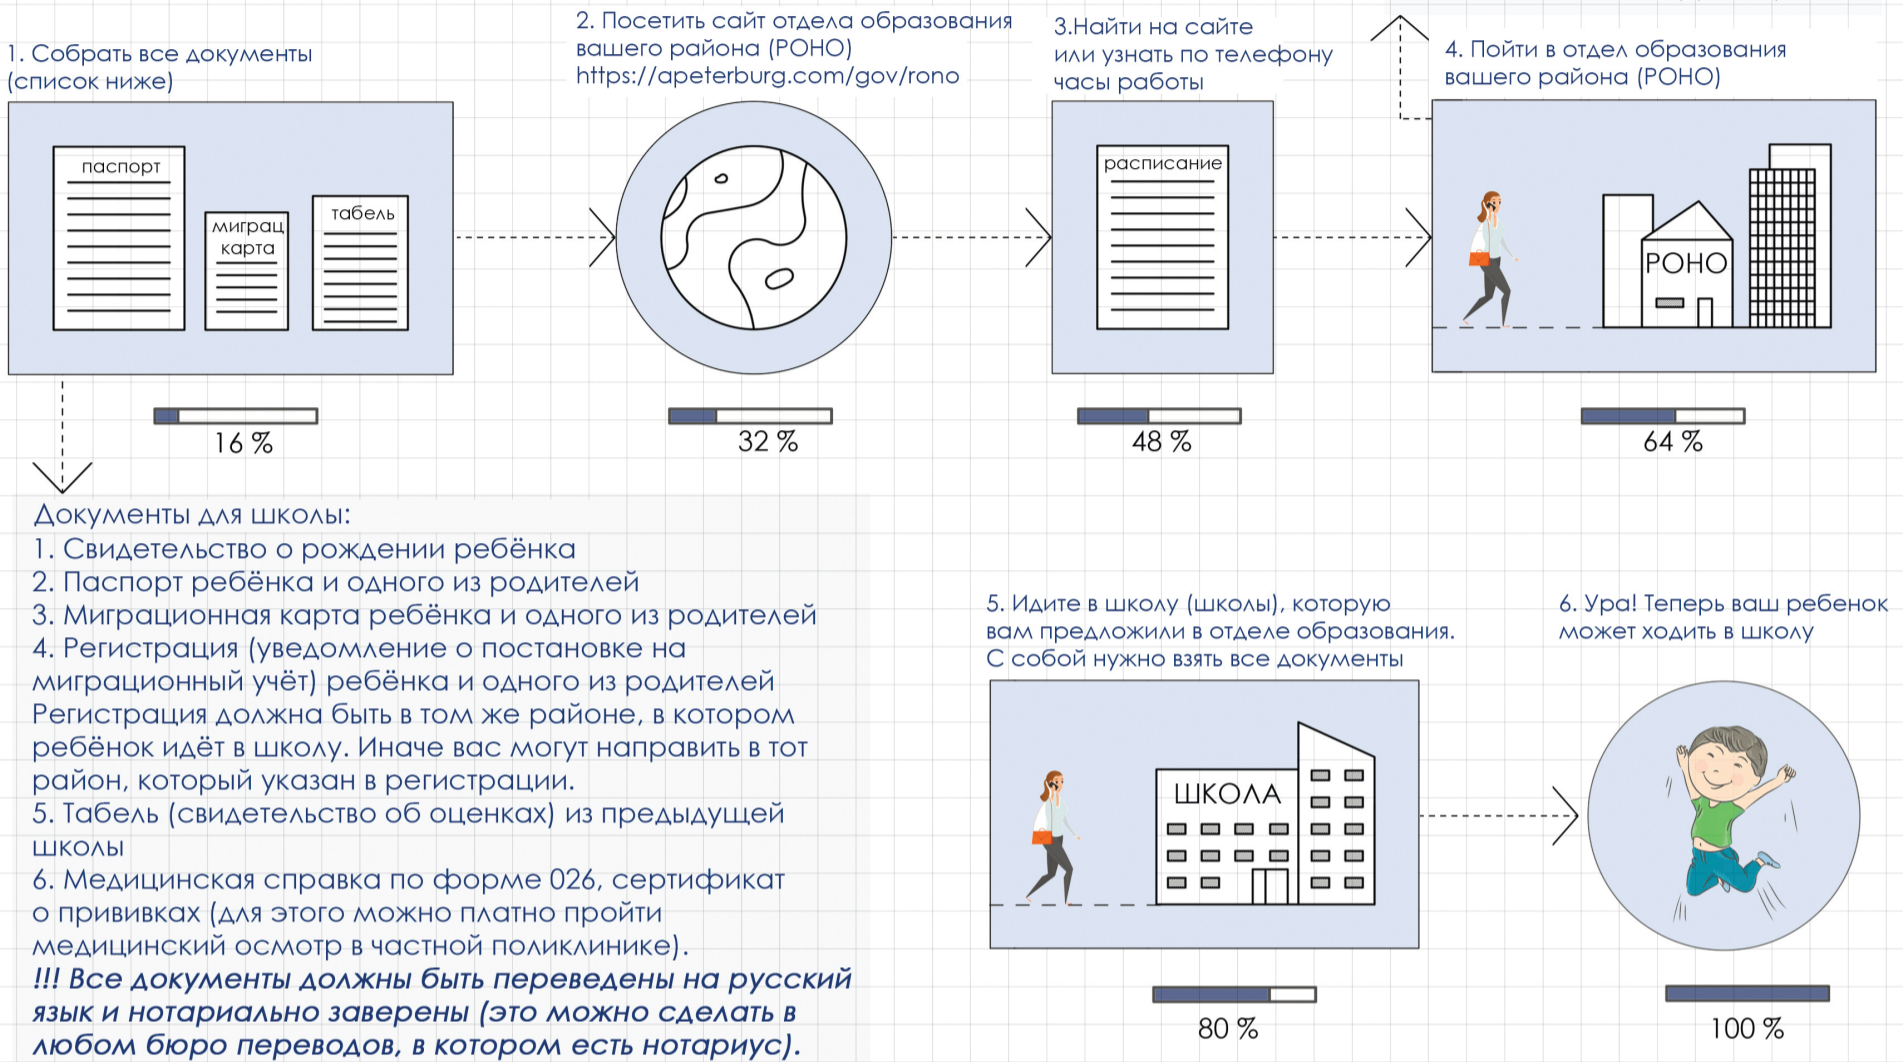 1. Собрать все документы
(список ниже)
паспорт
миграц
карта
табель
16 %
2. Посетить сайт отдела образования
вашего района (РОНО)
https://apeterburg.com/gov/rono
32 %
3.Найти на сайте
или узнать по телефону
часы работы
расписание
48 %
4. Пойти в отдел образования
вашего района (РОНО)
РОНО
64 %
Документы для школы:
1. Свидетельство о рождении ребёнка
2. Паспорт ребёнка и одного из родителей
3. Миграционная карта ребёнка и одного из родителей
4. Регистрация (уведомление о постановке на
миграционный учёт) ребёнка и одного из родителей
Регистрация должна быть в том же районе, в котором
ребёнок идёт в школу. Иначе вас могут направить в тот
район, который указан в регистрации.
5. Табель (свидетельство об оценках) из предыдущей
школы
6. Медицинская справка по форме 026, сертификат
о прививках (для этого можно платно пройти
медицинский осмотр в частной поликлинике).
!!! Все документы должны быть переведены на русский
язык и нотариально заверены (это можно сделать в
любом бюро переводов, в котором есть нотариус).
5. Идите в школу (школы), которую
вам предложили в отделе образования.
С собой нужно взять все документы
ШКОЛА
80 %
6. Ура! Теперь ваш ребенок
может ходить в школу
100 %